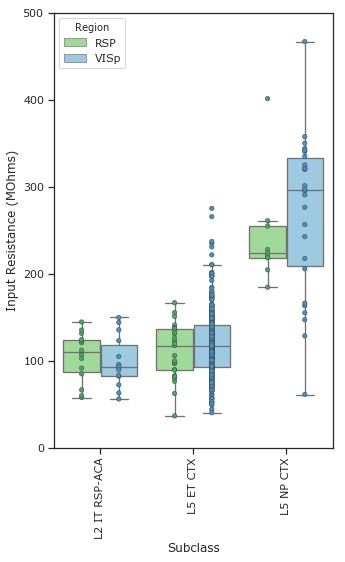 500
400
300
200
100
0
Input Resistance (MOhms)
Region
RSP
VISp
L2 IT RSP-ACA
L5 ET CTX
L5 NP CTX
Subclass